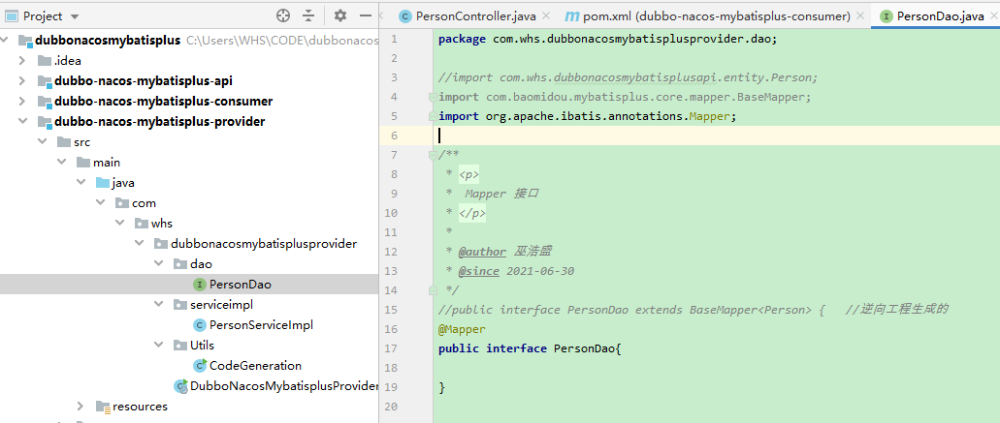 Project
dubbonacosmybatisplus C:\Users\WHS\CODE\dubbonacos
.idea
dubbo-nacos-mybatisplus-api
dubbo-nacos-mybatisplus-consumer
dubbo-nacos-mybatisplus-provider
src
main
java
com
whs
dubbonacosmybatisplusprovider
dao
PersonDao
serviceimpl
PersonServiceImpl
Utils
CodeGeneration
DubboNacosMybatisplusProvider
resources
PersonController.java
pom.xml (dubbo-nacos-mybatisplus-consumer)
PersonDao.java
1 package com.whs.dubbonacosmybatisplusprovider.dao;
2
3 //import com.whs.dubbonacosmybatisplusapi.entity.Person;
4 import com.baomidou.mybatisplus.core.mapper.BaseMapper;
5 import org.apache.ibatis.annotations.Mapper;
6
7 /**
8 * <p>
9 * Mapper 接口
10 * </p>
11 *
12 * @author 巫浩盛
13 * @since 2021-06-30
14 */
15 //public interface PersonDao extends BaseMapper<Person> { //逆向工程生成的
16 @Mapper
17 public interface PersonDao{
18
19 }
20